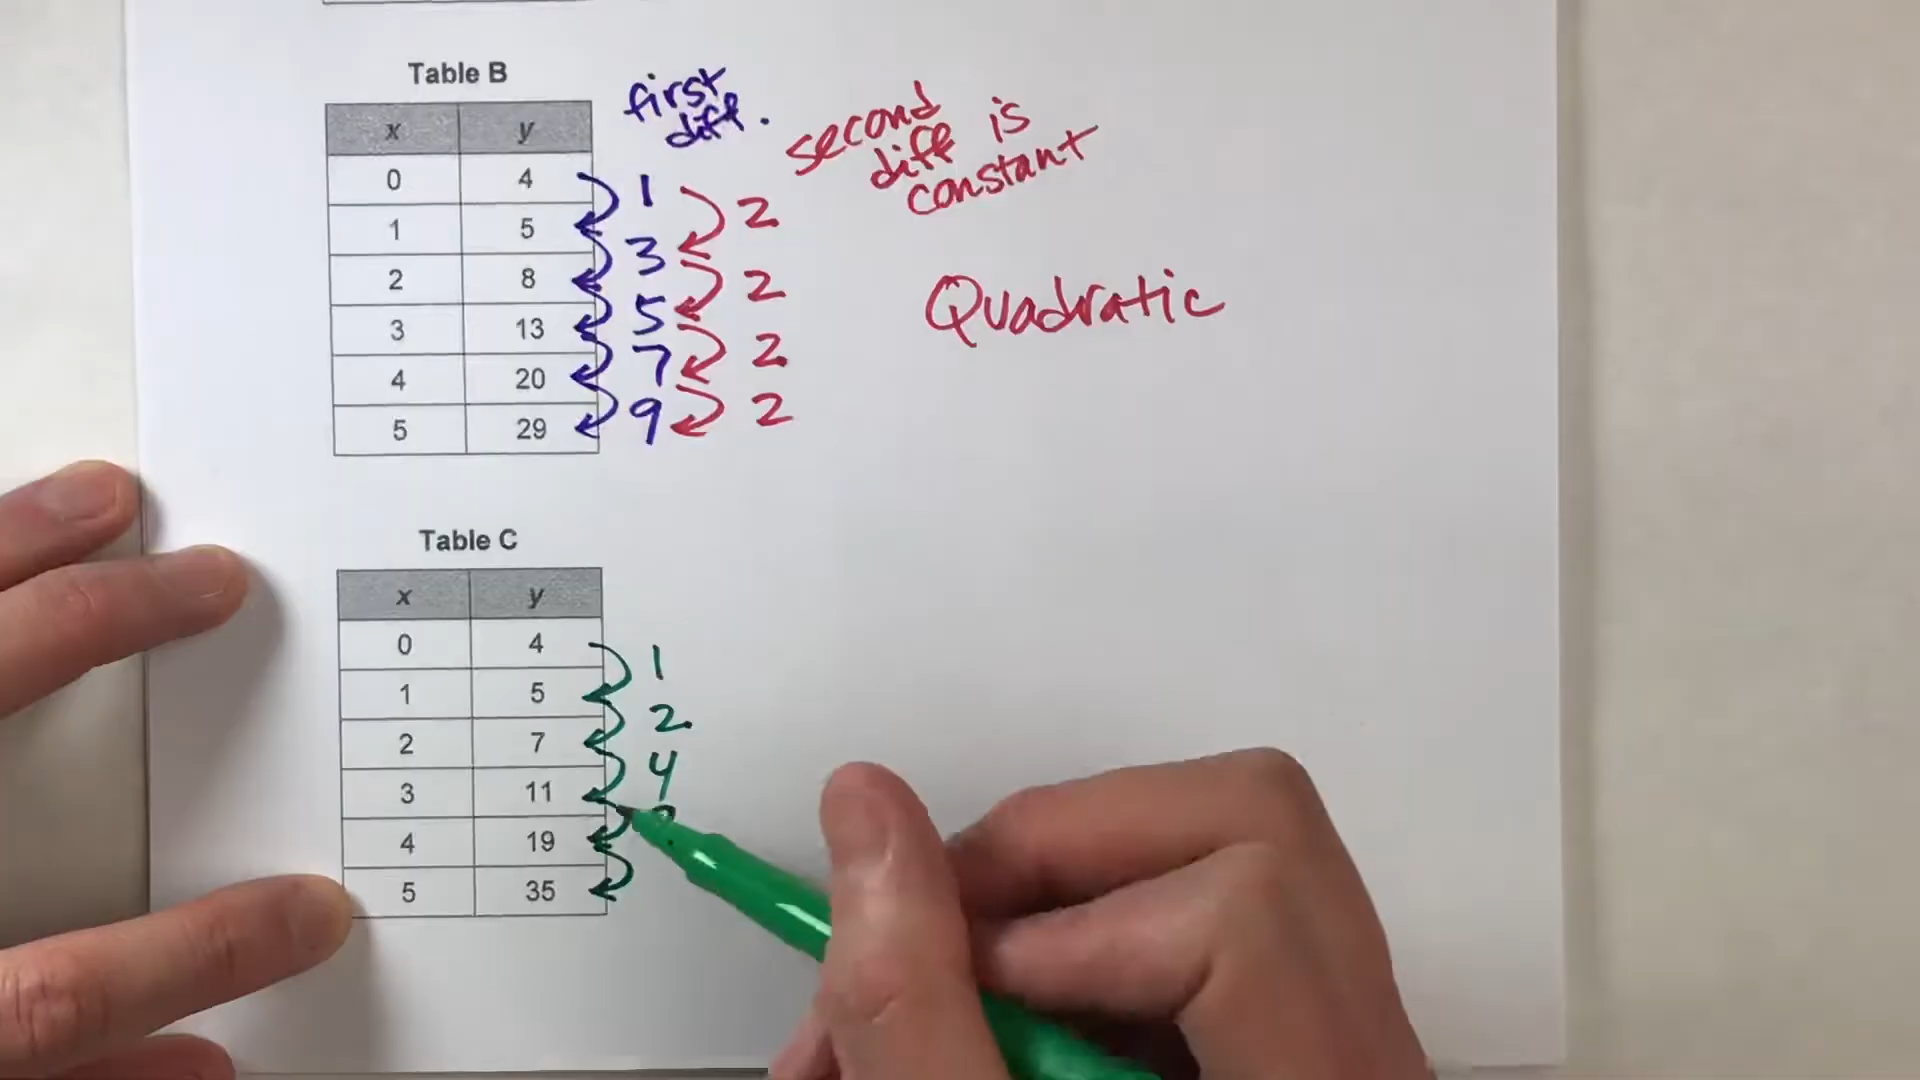 Table B
first
diff.
second
diff is
constant
x y
0 4
1 5
2 8
3 13
4 20
5 29
1
3
5
7
9
2
2
2
2
Quadratic
Table C
x y
0 4
1 5
2 7
3 11
4 19
5 35
1
2
4